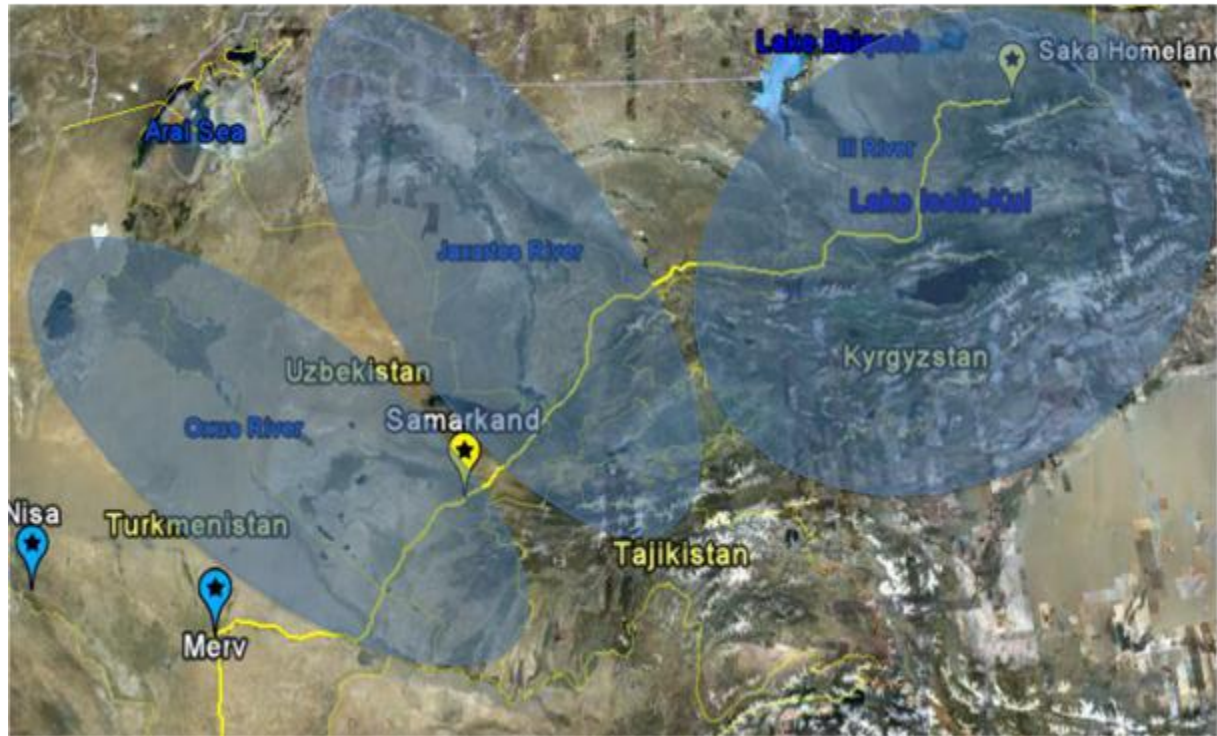 Lake Balqash
Saka Homeland
Aral Sea
Ili River
Lake Issik-Kul
Jaxartes River
Kyrgyzstan
Uzbekistan
Samarkand
Oxus River
Nisa
Turkmenistan
Tajikistan
Merv